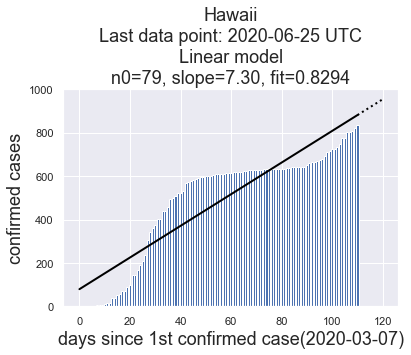 Hawaii
Last data point: 2020-06-25 UTC
Linear model
n0=79, slope=7.30, fit=0.8294
1000
800
600
400
200
0
confirmed cases
0 20 40 60 80 100 120
days since 1st confirmed case(2020-03-07)